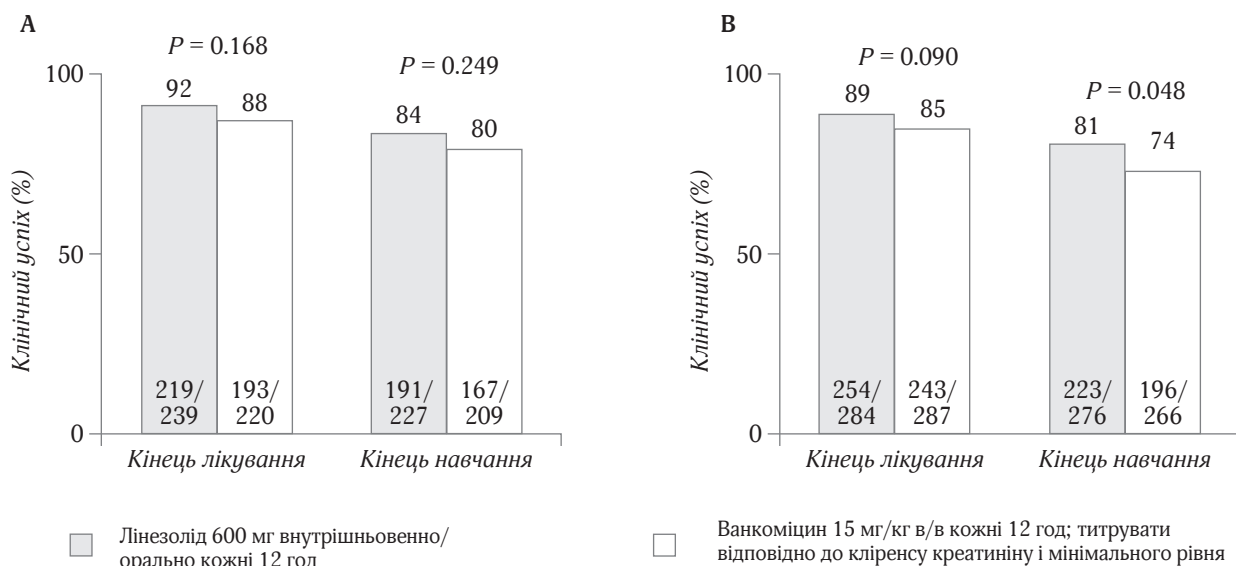 A
P = 0.168
P = 0.249
100
92
88
84
80
Клінічний успіх (%)
50
219/
239
193/
220
191/
227
167/
209
0
Кінець лікування
Кінець навчання
B
P = 0.090
P = 0.048
100
89
85
81
74
Клінічний успіх (%)
50
254/
284
243/
287
223/
276
196/
266
0
Кінець лікування
Кінець навчання
Лінезолід 600 мг внутрішньовенно/
орально кожні 12 год
Ванкоміцин 15 мг/кг в/в кожні 12 год; титрувати
відповідно до кліренсу креатиніну і мінімального рівня